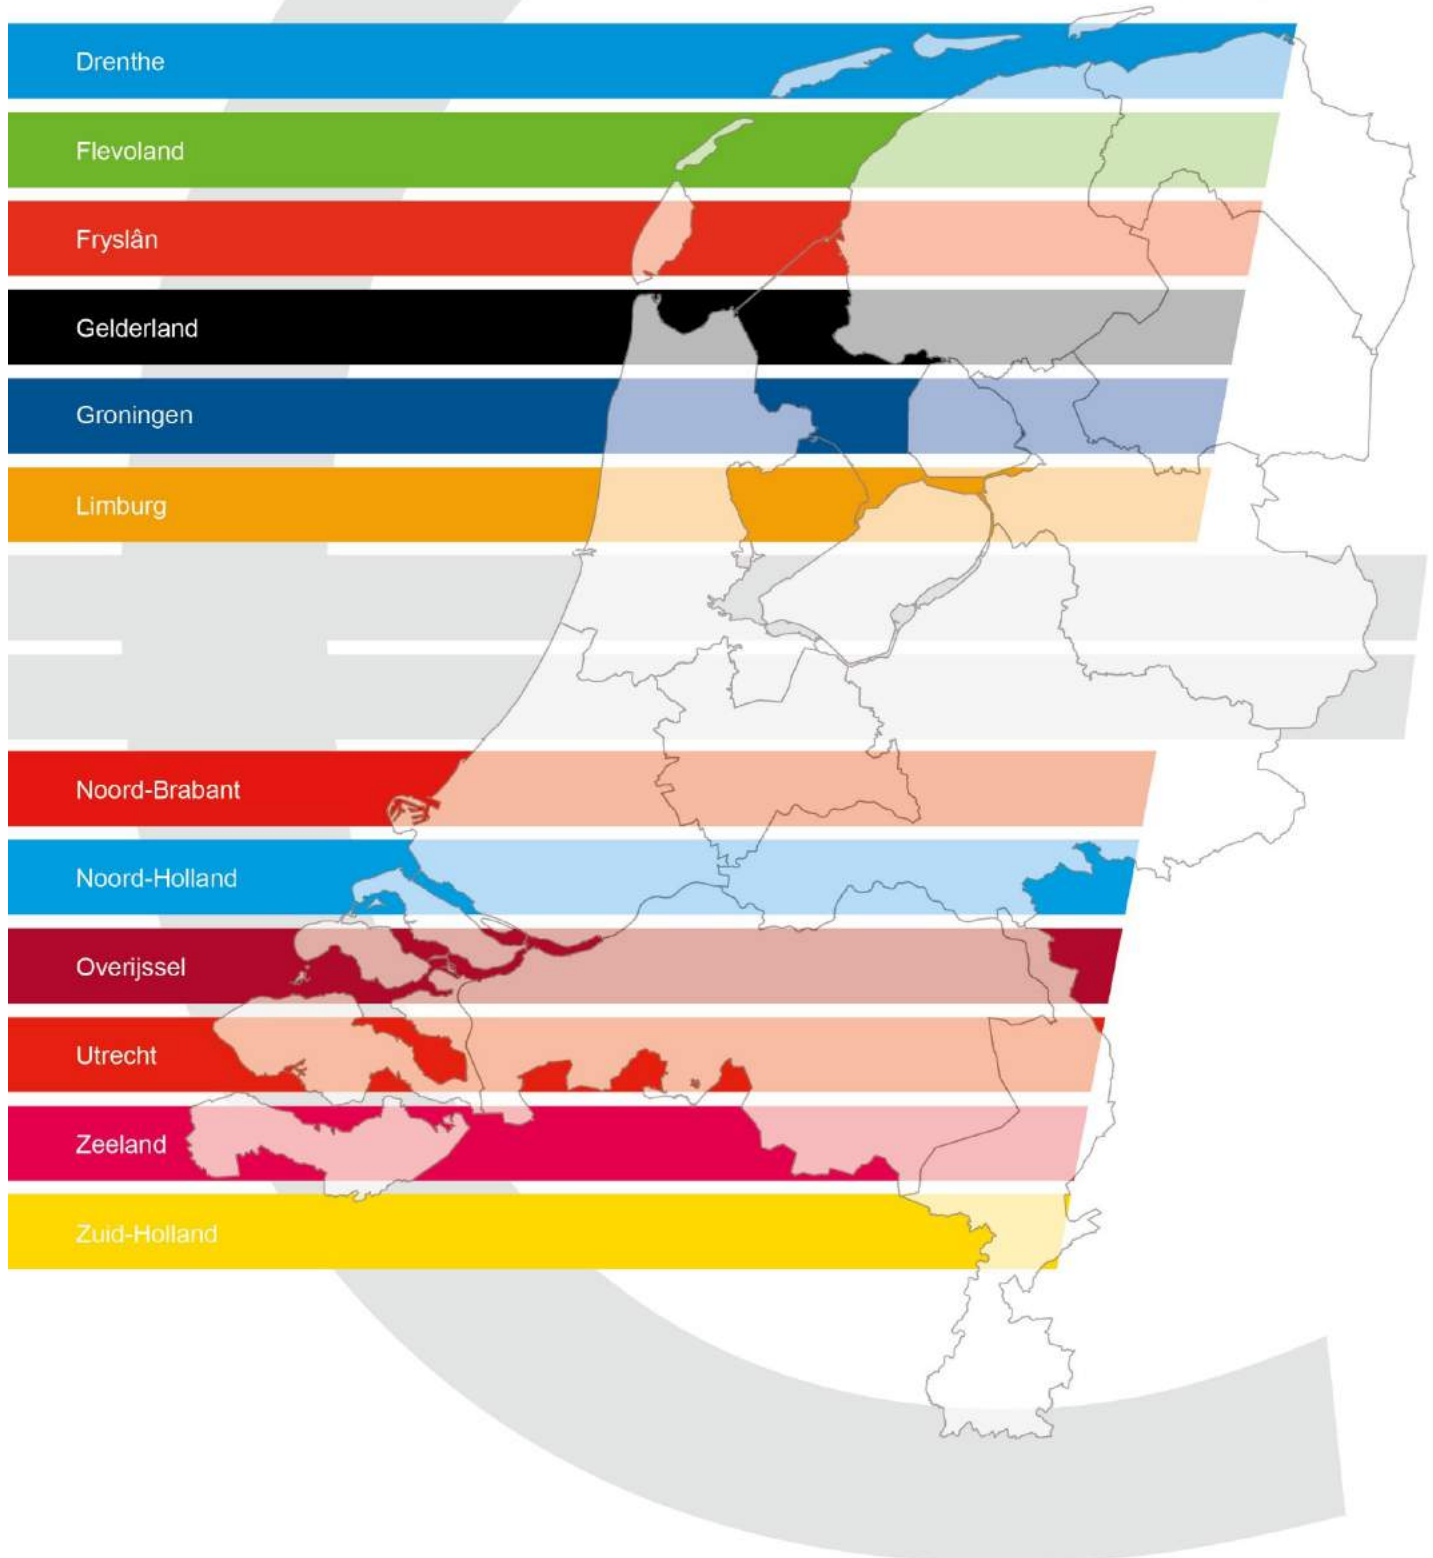 Drenthe
Flevoland
Fryslân
Gelderland
Groningen
Limburg
Noord-Brabant
Noord-Holland
Overijssel
Utrecht
Zeeland
Zuid-Holland